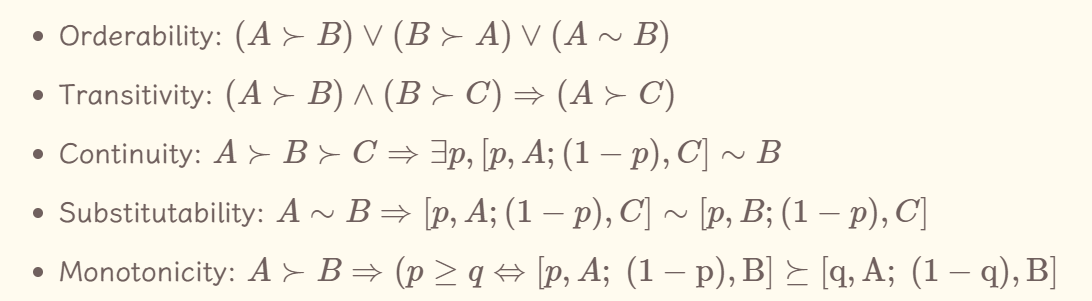 • Orderability: (A ≻ B) ∨ (B ≻ A) ∨ (A ∼ B)
• Transitivity: (A ≻ B) ∧ (B ≻ C) ⇒ (A ≻ C)
• Continuity: A ≻ B ≻ C ⇒ ∃p, [p, A; (1 − p), C] ∼ B
• Substitutability: A ∼ B ⇒ [p, A; (1 − p), C] ∼ [p, B; (1 − p), C]
• Monotonicity: A ≻ B ⇒ (p ≥ q ⇔ [p, A; (1 − p), B] ⪰ [q, A; (1 − q), B]